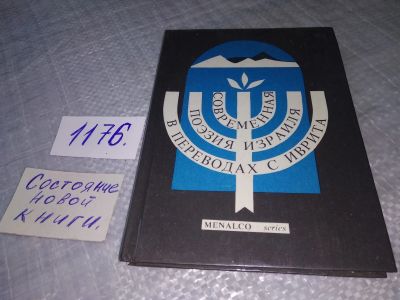 1176.
Состояние
новой
книги.
СОВРЕМЕННАЯ
ПОЭЗИЯ ИЗРАИЛЯ
В ПЕРЕВОДАХ С ИВРИТА
MENALCO series